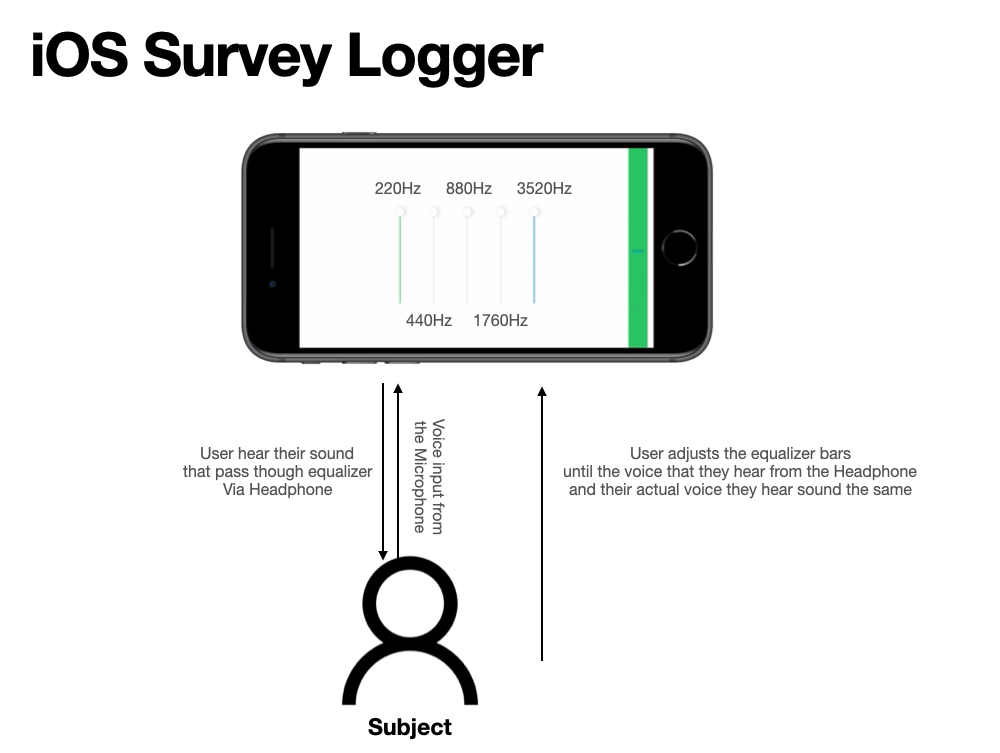 iOS Survey Logger
220Hz 880Hz 3520Hz
440Hz 1760Hz
User hear their sound
that pass though equalizer
Via Headphone
Voice input from
the Microphone
User adjusts the equalizer bars
until the voice that they hear from the Headphone
and their actual voice they hear sound the same
Subject